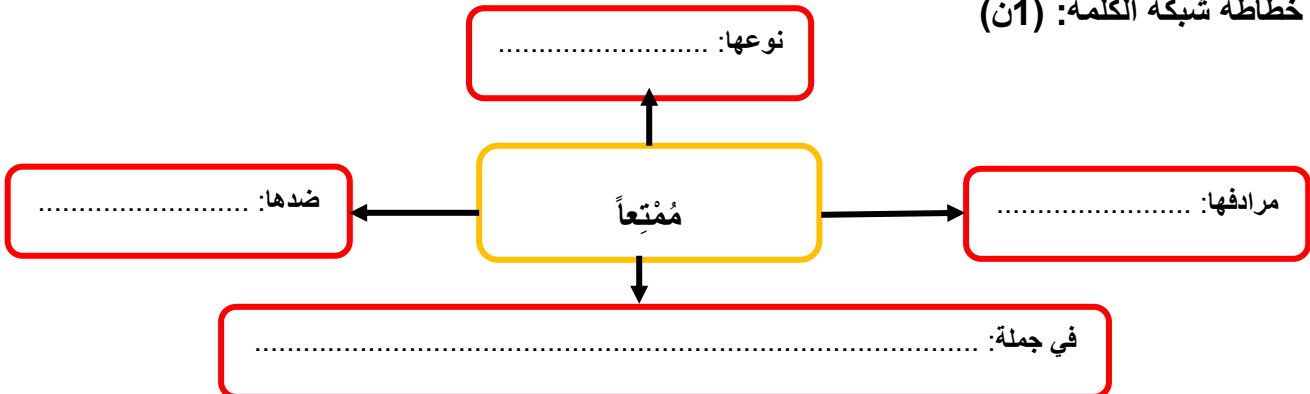 خطاطة شبكة الكلمة: (1ن)
نوعها: ..........................
مُمْتِعاً
مرادفها: ........................
ضدها: ..........................
في جملة: .........................................................................................